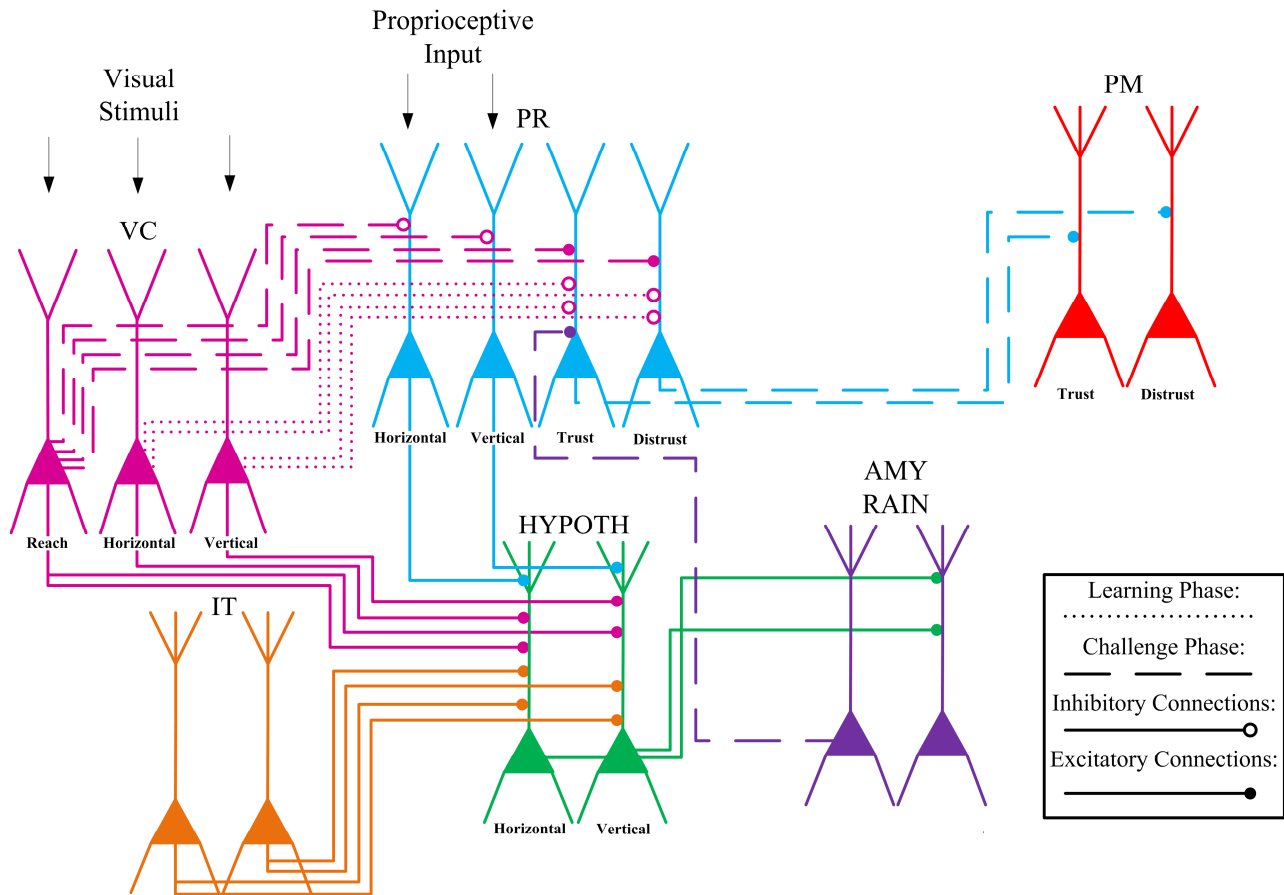 Proprioceptive
Input
Visual
Stimuli
PR
PM
VC
Trust
Distrust
Horizontal
Vertical
Trust
Distrust
AMY
RAIN
HYPOTH
Reach
Horizontal
Vertical
IT
Learning Phase:
Challenge Phase:
Inhibitory Connections:
Excitatory Connections:
Horizontal
Vertical